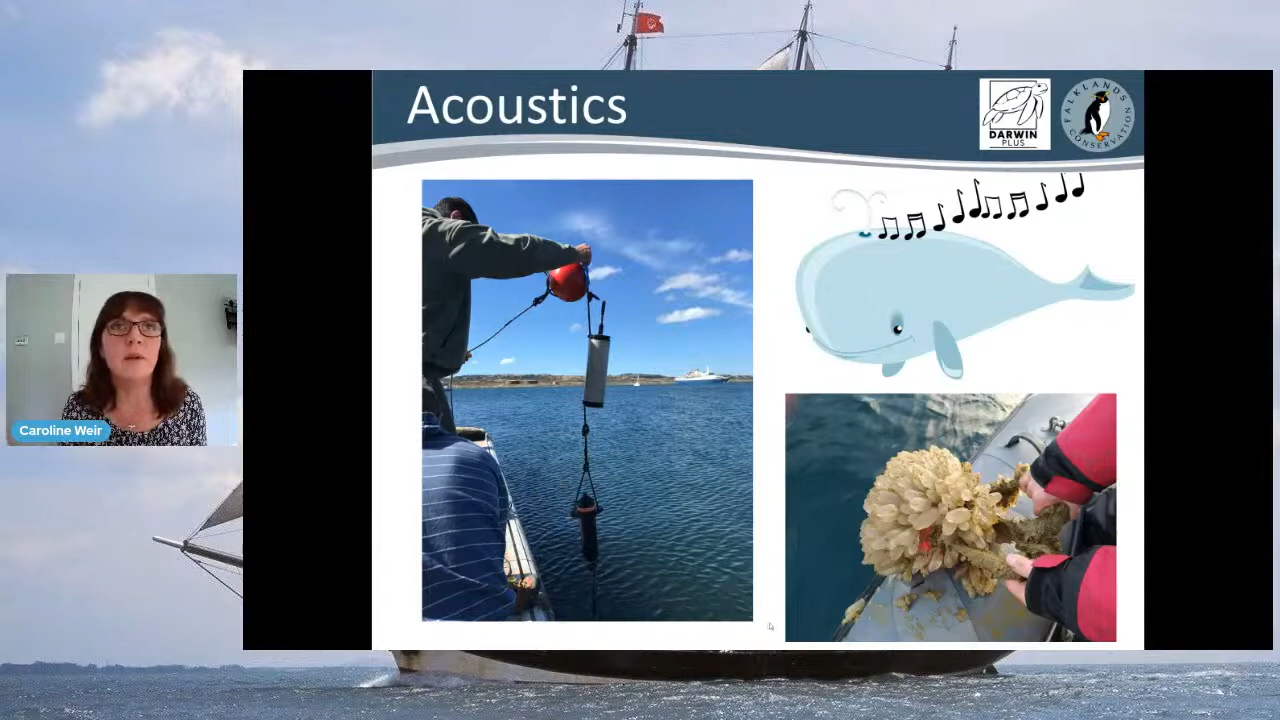 Acoustics
DARWIN
PLUS
FALKLANDS
CONSERVATION
Caroline Weir